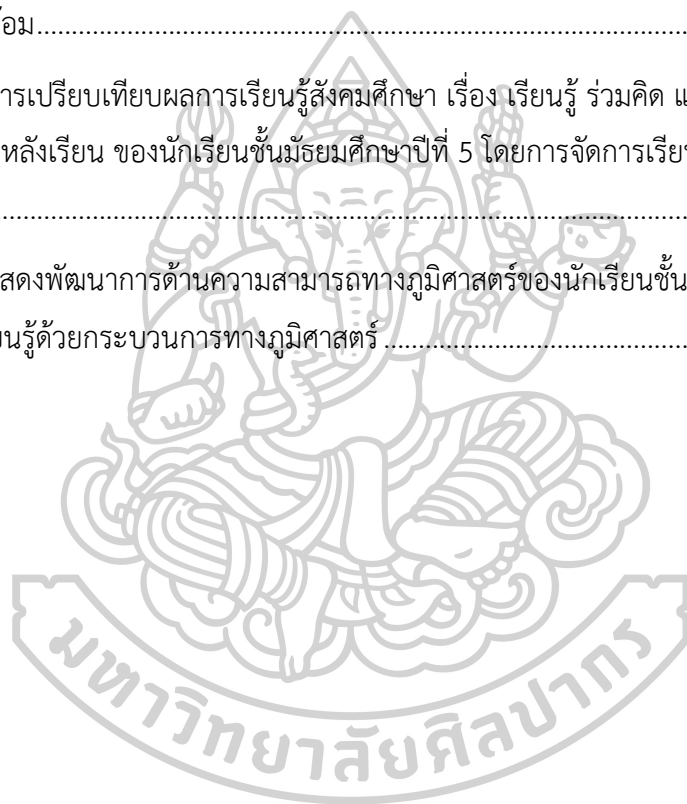 ้อม....................................................................................................
ารเปรียบเทียบผลการเรียนรู้สังคมศึกษา เรื่อง เรียนรู้ ร่วมคิด แ
หลังเรียน ของนักเรียนชั้นมัธยมศึกษาปีที่ 5 โดยการจัดการเรีย
....................................................................................................
สดงพัฒนาการด้านความสามารถทางภูมิศาสตร์ของนักเรียนชั้น
นรู้ด้วยกระบวนการทางภูมิศาสตร์ ..............................................
มหาวิทยาลัยศิลปากร